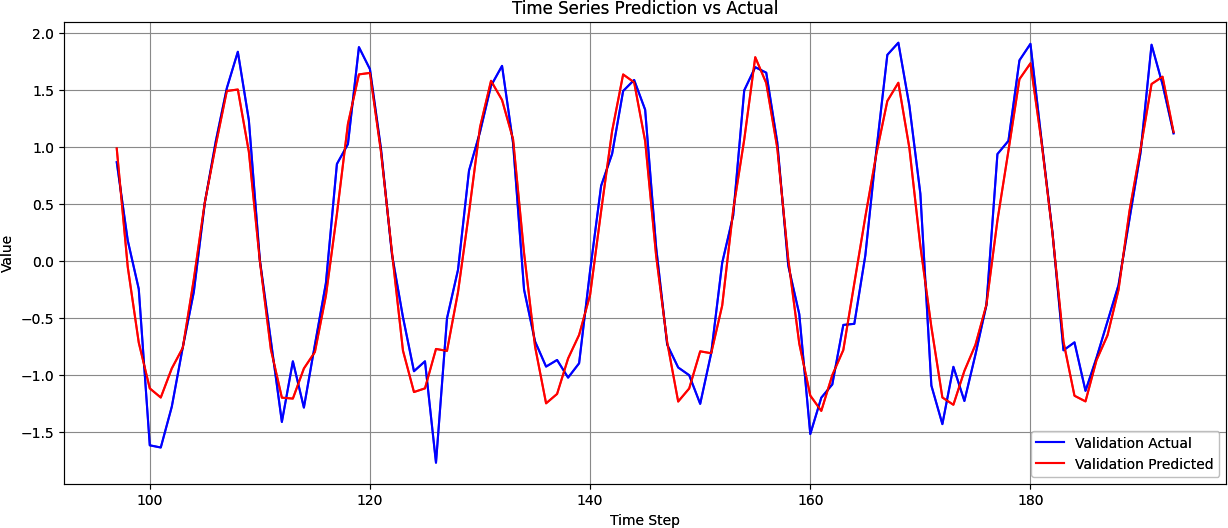 Time Series Prediction vs Actual
Value
2.0
1.5
1.0
0.5
0.0
−0.5
−1.0
−1.5
100 120 140 160 180
Time Step
Validation Actual
Validation Predicted